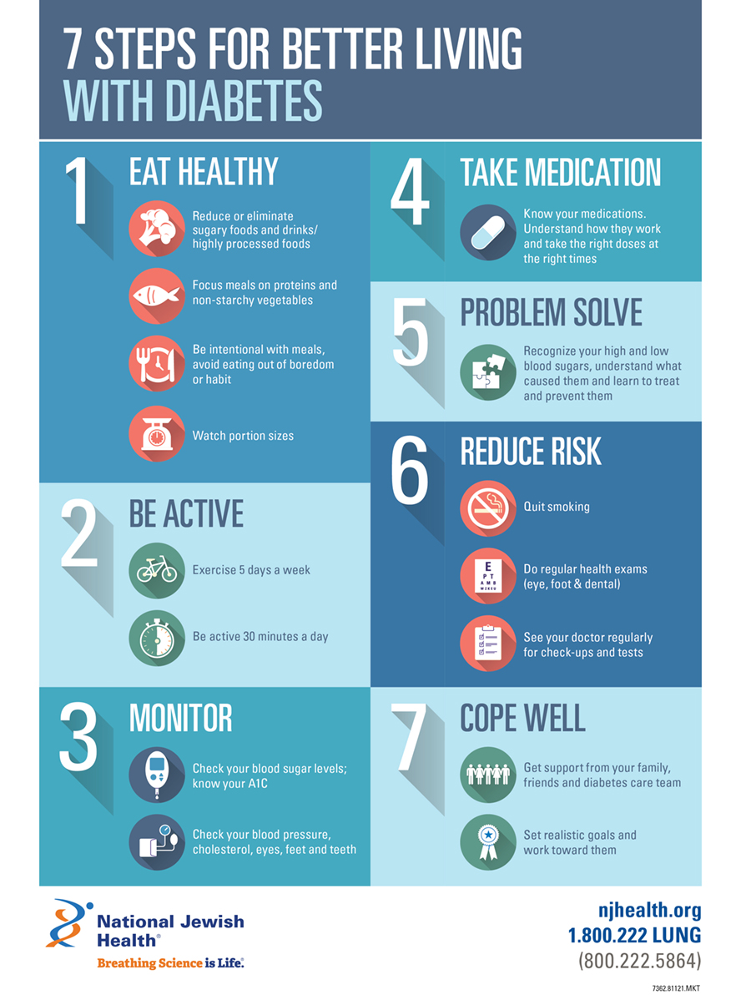 7 STEPS FOR BETTER LIVING
WITH DIABETES
1
EAT HEALTHY
Reduce or eliminate
sugary foods and drinks/
highly processed foods
Focus meals on proteins and
non-starchy vegetables
Be intentional with meals,
avoid eating out of boredom
or habit
Watch portion sizes
2
BE ACTIVE
Exercise 5 days a week
Be active 30 minutes a day
3
MONITOR
Check your blood sugar levels;
know your A1C
Check your blood pressure,
cholesterol, eyes, feet and teeth
4
TAKE MEDICATION
Know your medications.
Understand how they work
and take the right doses at
the right times
5
PROBLEM SOLVE
Recognize your high and low
blood sugars, understand what
caused them and learn to treat
and prevent them
6
REDUCE RISK
Quit smoking
E
P T
A M B
W Z K E U
Do regular health exams
(eye, foot & dental)
See your doctor regularly
for check-ups and tests
7
COPE WELL
Get support from your family,
friends and diabetes care team
Set realistic goals and
work toward them
National Jewish
Health®
Breathing Science is Life.®
njhealth.org
1.800.222 LUNG
(800.222.5864)
7362.81121.MKT